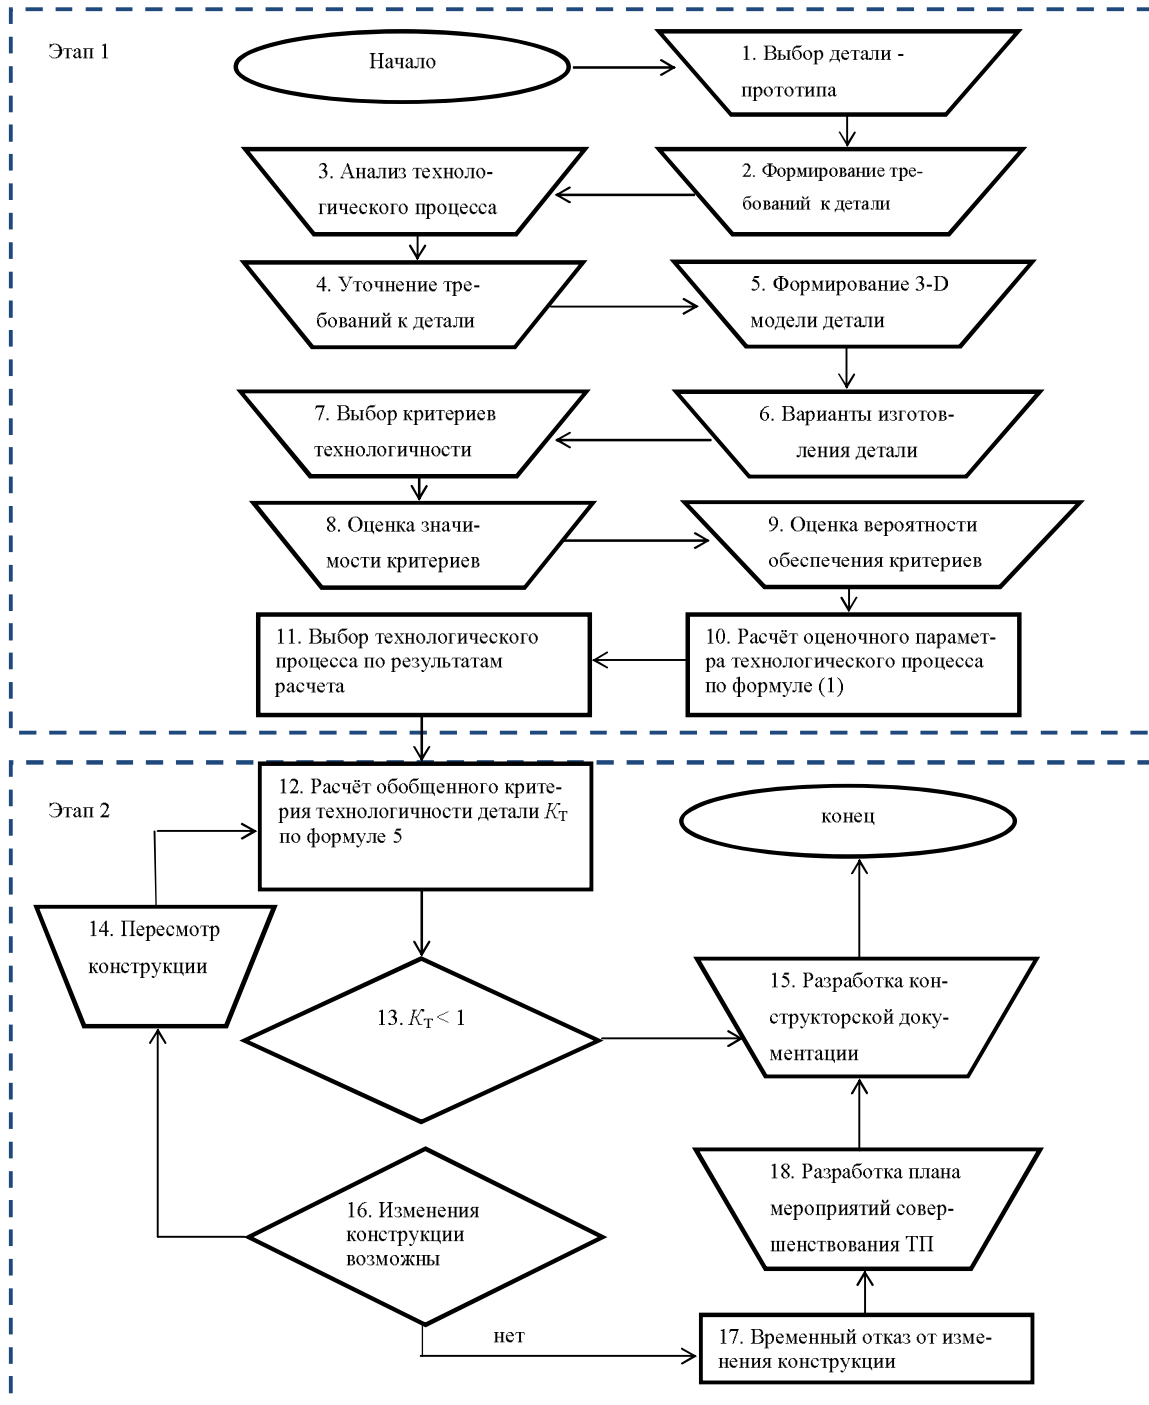 Этап 1
Начало
1. Выбор детали -
прототипа
3. Анализ техноло-
гического процесса
2. Формирование тре-
бований к детали
4. Уточнение тре-
бований к детали
5. Формирование 3-D
модели детали
7. Выбор критериев
технологичности
6. Варианты изготов-
ления детали
8. Оценка значи-
мости критериев
9. Оценка вероятности
обеспечения критериев
11. Выбор технологического
процесса по результатам
расчета
10. Расчёт оценочного парамет-
ра технологического процесса
по формуле (1)
Этап 2
12. Расчёт обобщенного крите-
рия технологичности детали Kт
по формуле 5
конец
14. Пересмотр
конструкции
13. Kт < 1
15. Разработка кон-
структорской доку-
ментации
16. Изменения
конструкции
возможны
18. Разработка плана
мероприятий совер-
шенствования ТП
нет
17. Временный отказ от изме-
нения конструкции